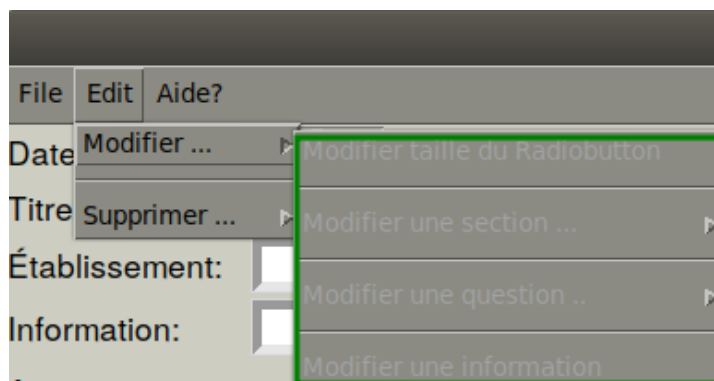 File Edit Aide?
Date
Modifier ...
Modifier taille du Radiobutton
Titre
Supprimer ...
Modifier une section ...
Établissement:
Modifier une question ..
Information:
Modifier une information